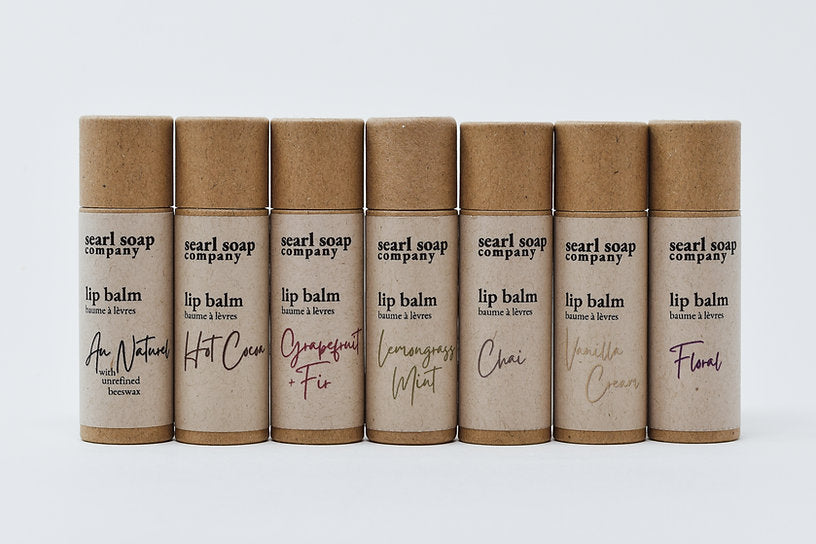 searl soap
company
lip balm
baume à lèvres
Au Naturel
with
unrefined
beeswax
searl soap
company
lip balm
baume à lèvres
Hot Cocoa
searl soap
company
lip balm
baume à lèvres
Grapefruit
+ Fir
searl soap
company
lip balm
baume à lèvres
Lemongrass
Mint
searl soap
company
lip balm
baume à lèvres
Chai
searl soap
company
lip balm
baume à lèvres
Vanilla
Cream
searl soap
company
lip balm
baume à lèvres
Floral